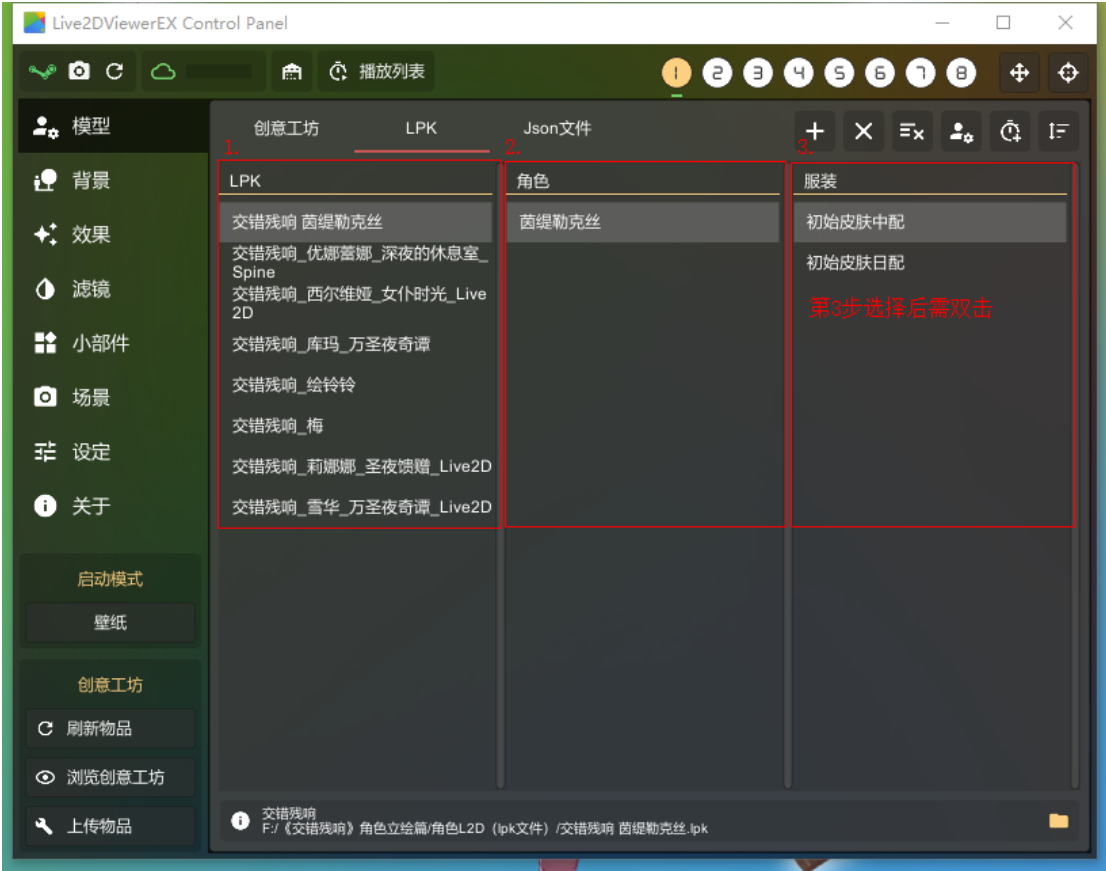 Live2DViewerEX Control Panel
播放列表
1 2 3 4 5 6 7 8
模型
背景
效果
滤镜
小部件
场景
设定
关于
启动模式
壁纸
创意工坊
刷新物品
浏览创意工坊
上传物品
创意工坊 LPK Json文件
1. 2. 3.
LPK
交错残响 茵缇勒克丝
交错残响_优娜蕾娜_深夜的休息室_
Spine
交错残响_西尔维娅_女仆时光_Live
2D
交错残响_库玛_万圣夜奇谭
交错残响_绘铃铃
交错残响_梅
交错残响_莉娜娜_圣夜馈赠_Live2D
交错残响_雪华_万圣夜奇谭_Live2D
角色
茵缇勒克丝
服装
初始皮肤中配
初始皮肤日配
第3步选择后需双击
交错残响
F:/《交错残响》角色立绘篇/角色L2D（lpk文件）/交错残响 茵缇勒克丝.lpk